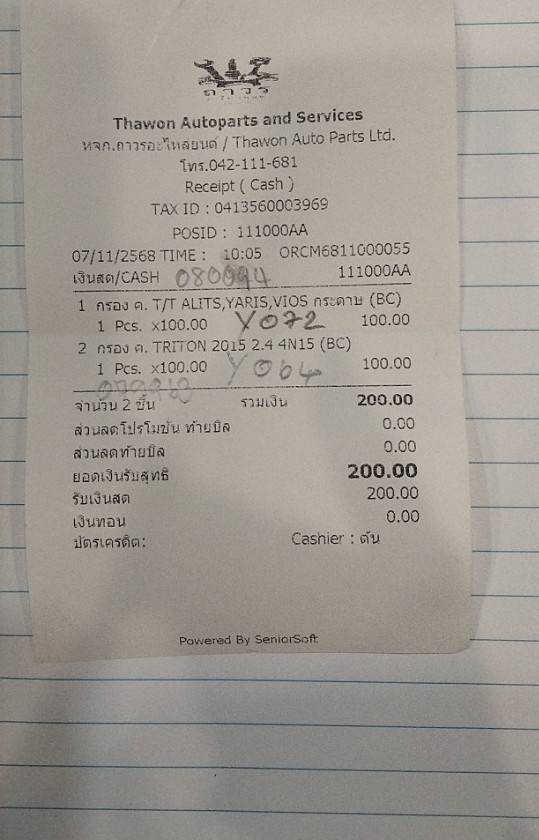 ถาวร
Thawon Autoparts and Services
หจก.ถาวรอะไหล่ยนต์ / Thawon Auto Parts Ltd.
โทร.042-111-681
Receipt ( Cash )
TAX ID : 0413560003969
POSID : 111000AA
07/11/2568 TIME : 10:05 ORCM6811000055
เงินสด/CASH 080094 111000AA
1 กรอง ค. T/T ALITS,YARIS,VIOS กระดาษ (BC)
1 Pcs. x100.00 Y072 100.00
2 กรอง ค. TRITON 2015 2.4 4N15 (BC)
1 Pcs. x100.00 Y064 100.00
จำนวน 2 ชิ้น รวมเงิน 200.00
ส่วนลดโปรโมชั่น ท้ายบิล 0.00
ส่วนลดท้ายบิล 0.00
ยอดเงินรับสุทธิ 200.00
รับเงินสด 200.00
เงินทอน 0.00
บัตรเครดิต: Cashier : ต้น
Powered By SeniorSoft